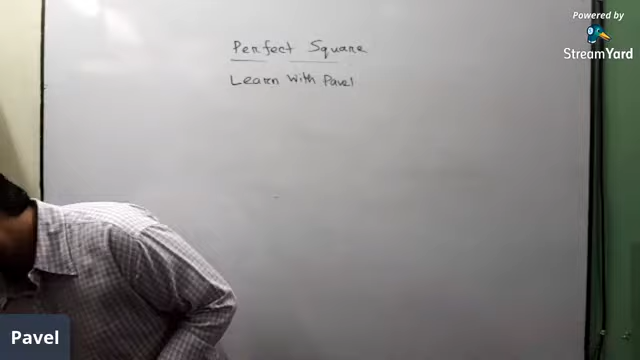 Perfect Square
Learn With Pavel
Powered by
StreamYard
Pavel